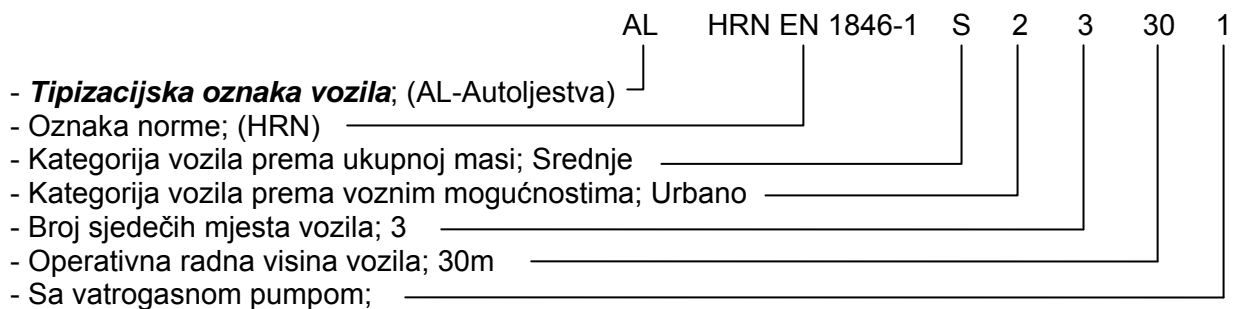 AL HRN EN 1846-1 S 2 3 30 1
- Tipizacijska oznaka vozila; (AL-Autoljestva)
- Oznaka norme; (HRN)
- Kategorija vozila prema ukupnoj masi; Srednje
- Kategorija vozila prema voznim mogućnostima; Urbano
- Broj sjedečih mjesta vozila; 3
- Operativna radna visina vozila; 30m
- Sa vatrogasnom pumpom;